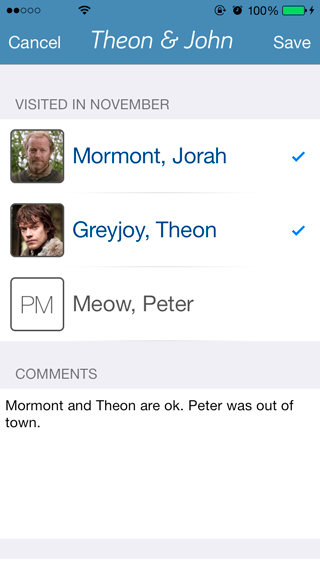 100%
Cancel Theon & John Save
VISITED IN NOVEMBER
Mormont, Jorah
Greyjoy, Theon
PM Meow, Peter
COMMENTS
Mormont and Theon are ok. Peter was out of
town.